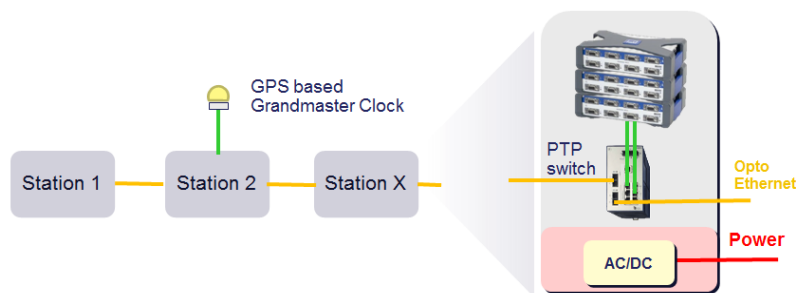 GPS based
Grandmaster Clock
Station 1
Station 2
Station X
PTP
switch
Opto
Ethernet
Power
AC/DC